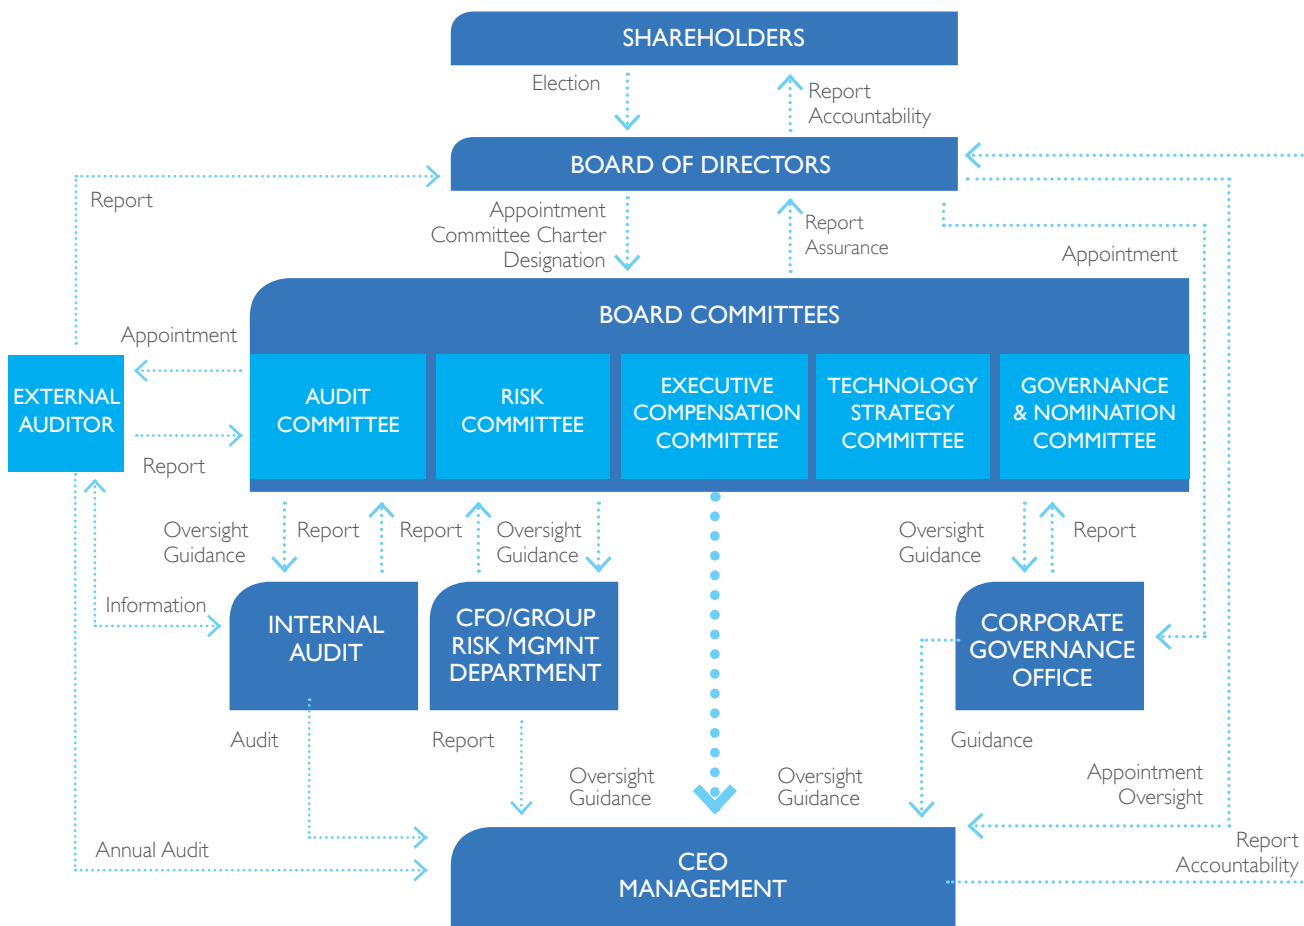 SHAREHOLDERS
Election
Report
Accountability
BOARD OF DIRECTORS
Report
Appointment
Committee Charter
Designation
Report
Assurance
Appointment
BOARD COMMITTEES
Appointment
EXTERNAL
AUDITOR
AUDIT
COMMITTEE
RISK
COMMITTEE
EXECUTIVE
COMPENSATION
COMMITTEE
TECHNOLOGY
STRATEGY
COMMITTEE
GOVERNANCE
& NOMINATION
COMMITTEE
Report
Oversight
Guidance
Report
Report
Oversight
Guidance
Oversight
Guidance
Report
Information
INTERNAL
AUDIT
CFO/GROUP
RISK MGMNT
DEPARTMENT
CORPORATE
GOVERNANCE
OFFICE
Audit
Report
Guidance
Oversight
Guidance
Oversight
Guidance
Appointment
Oversight
Annual Audit
CEO
MANAGEMENT
Report
Accountability